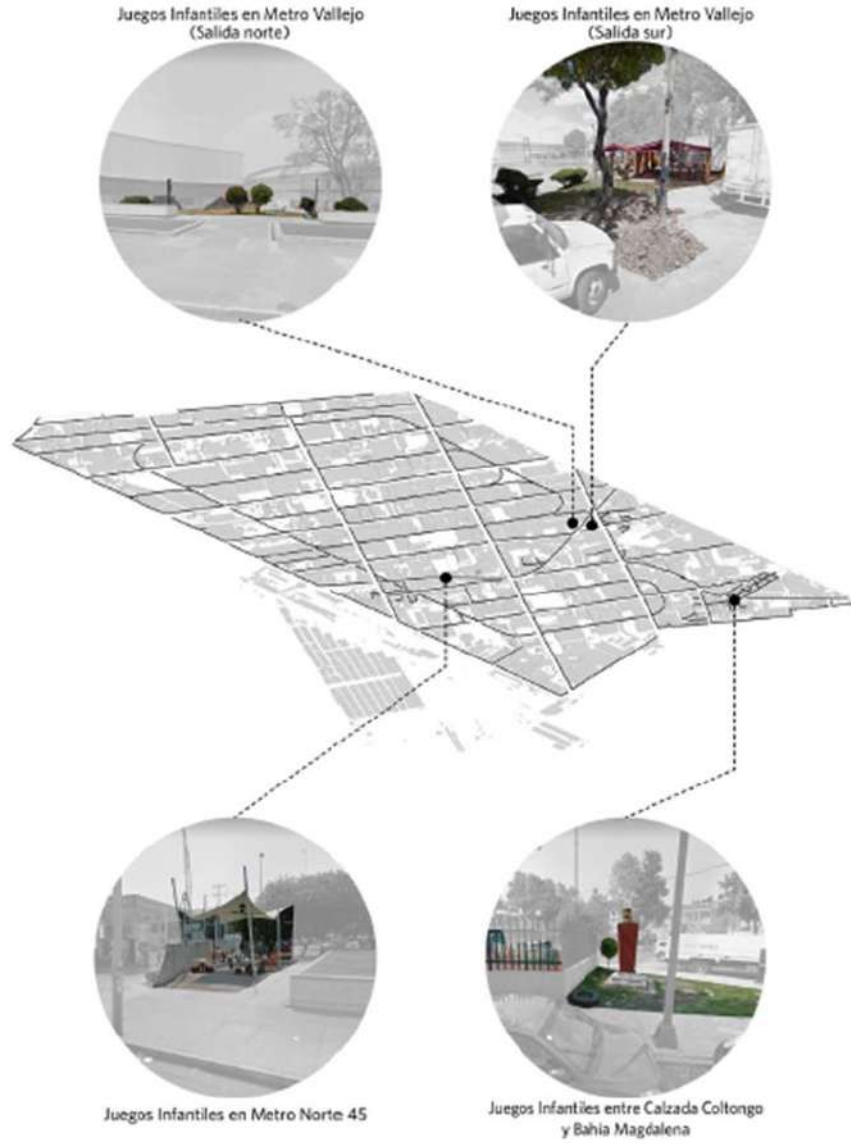 Juegos Infantiles en Metro Vallejo
(Salida norte)
Juegos Infantiles en Metro Vallejo
(Salida sur)
Juegos Infantiles en Metro Norte 45
Juegos Infantiles entre Calzada Coltongo
y Bahía Magdalena